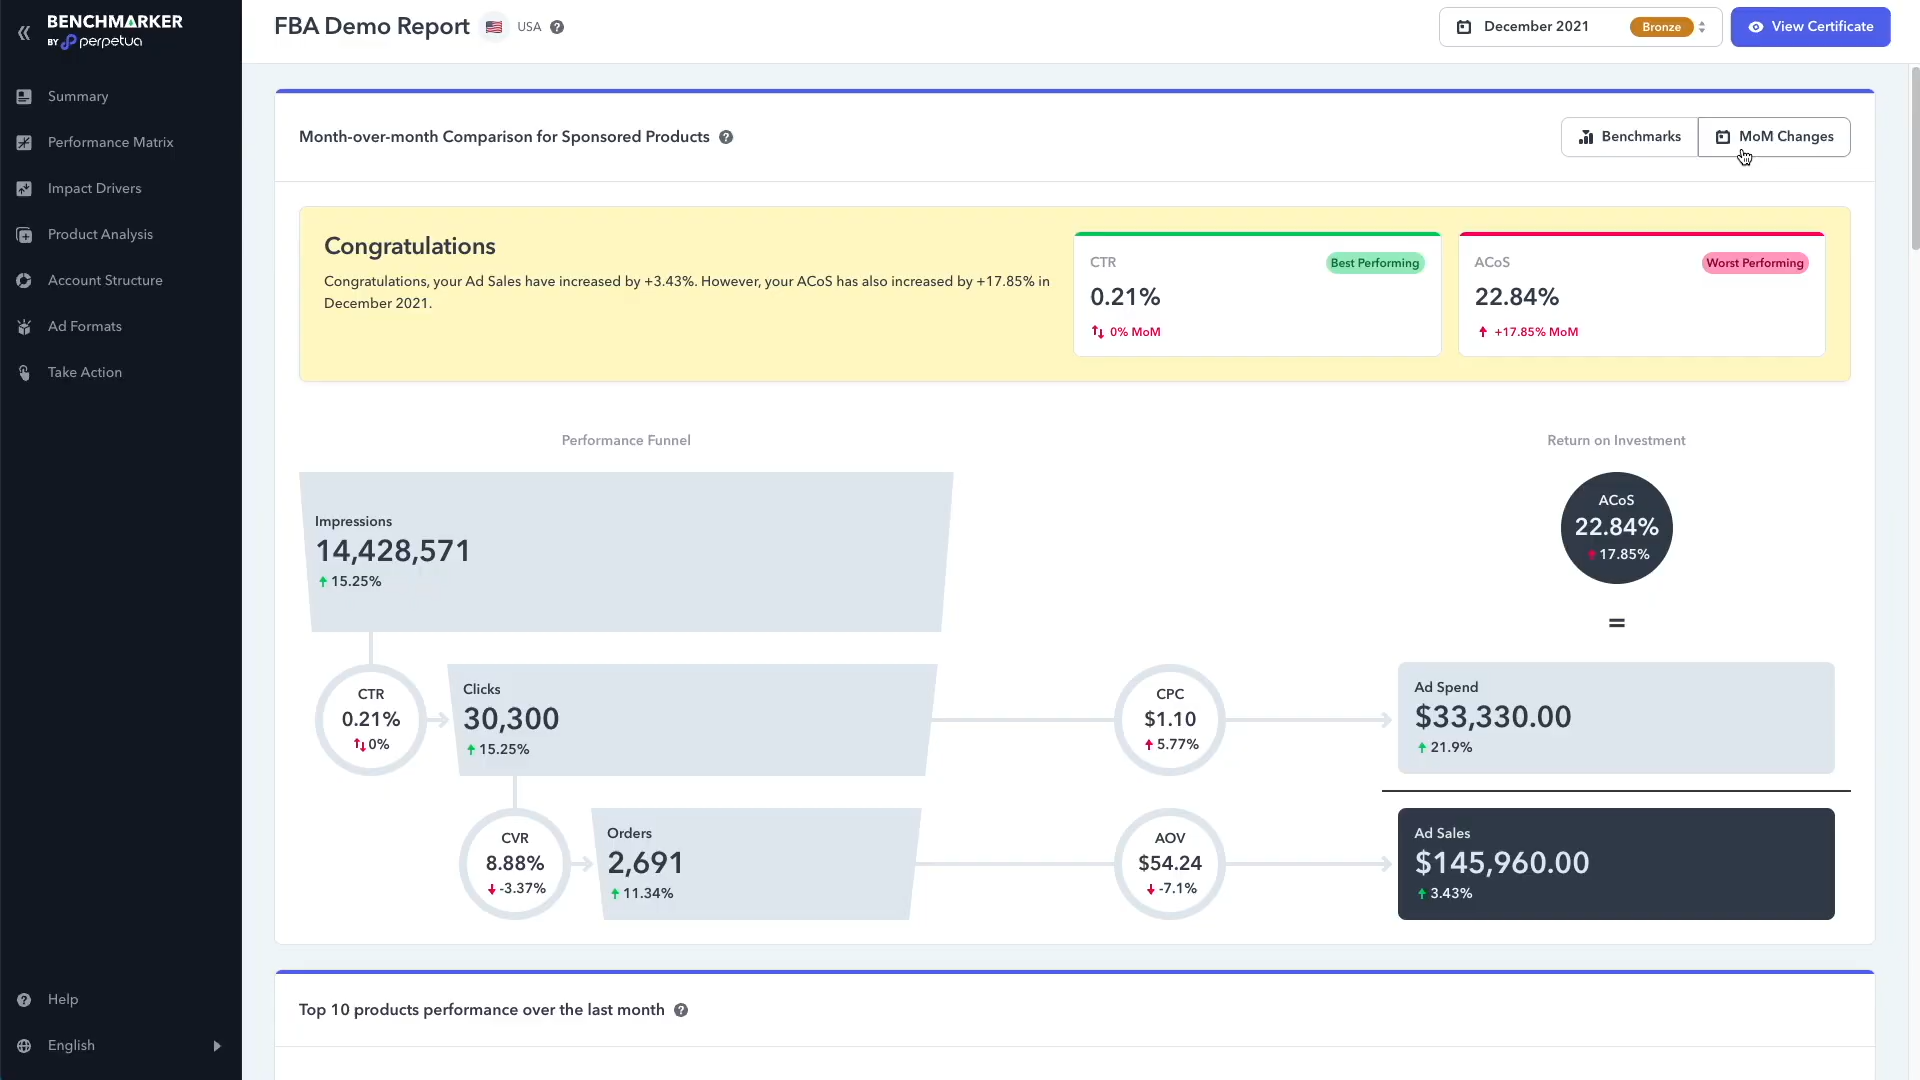 BENCHMARKER
BY perpetua
Summary
Performance Matrix
Impact Drivers
Product Analysis
Account Structure
Ad Formats
Take Action
Help
English
FBA Demo Report
USA
December 2021
Bronze
View Certificate
Month-over-month Comparison for Sponsored Products
Benchmarks
MoM Changes
Congratulations
Congratulations, your Ad Sales have increased by +3.43%. However, your ACoS has also increased by +17.85% in
December 2021.
CTR
Best Performing
0.21%
0% MoM
ACoS
Worst Performing
22.84%
+17.85% MoM
Performance Funnel
Return on Investment
Impressions
14,428,571
15.25%
ACoS
22.84%
17.85%
=
CTR
0.21%
0%
Clicks
30,300
15.25%
CPC
$1.10
5.77%
Ad Spend
$33,330.00
21.9%
CVR
8.88%
-3.37%
Orders
2,691
11.34%
AOV
$54.24
-7.1%
Ad Sales
$145,960.00
3.43%
Top 10 products performance over the last month